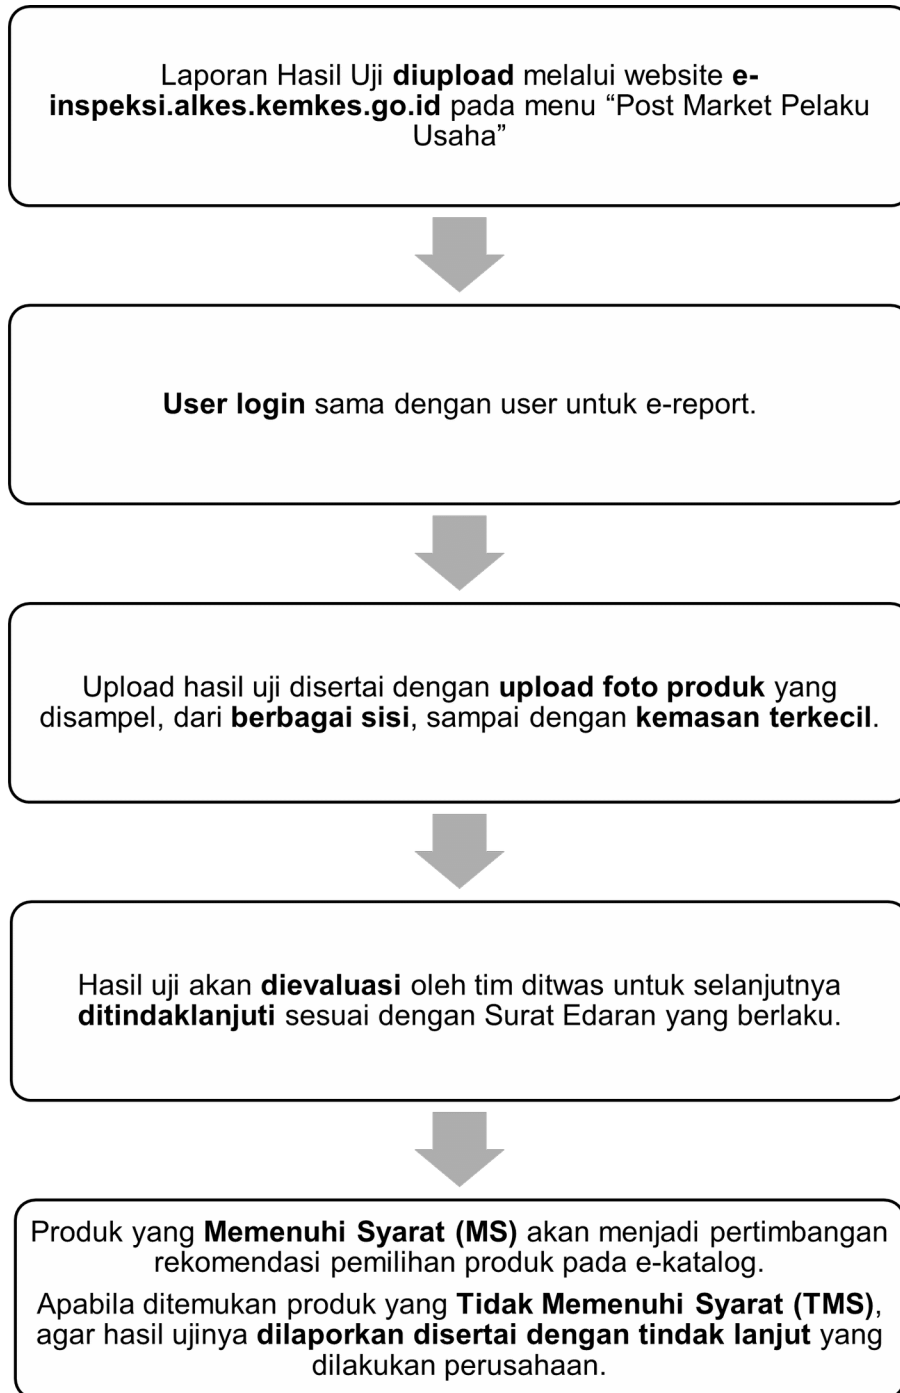 Laporan Hasil Uji diupload melalui website e-
inspeksi.alkes.kemkes.go.id pada menu “Post Market Pelaku
Usaha”
User login sama dengan user untuk e-report.
Upload hasil uji disertai dengan upload foto produk yang
disampel, dari berbagai sisi, sampai dengan kemasan terkecil.
Hasil uji akan dievaluasi oleh tim ditwas untuk selanjutnya
ditindaklanjuti sesuai dengan Surat Edaran yang berlaku.
Produk yang Memenuhi Syarat (MS) akan menjadi pertimbangan
rekomendasi pemilihan produk pada e-katalog.
Apabila ditemukan produk yang Tidak Memenuhi Syarat (TMS),
agar hasil ujinya dilaporkan disertai dengan tindak lanjut yang
dilakukan perusahaan.